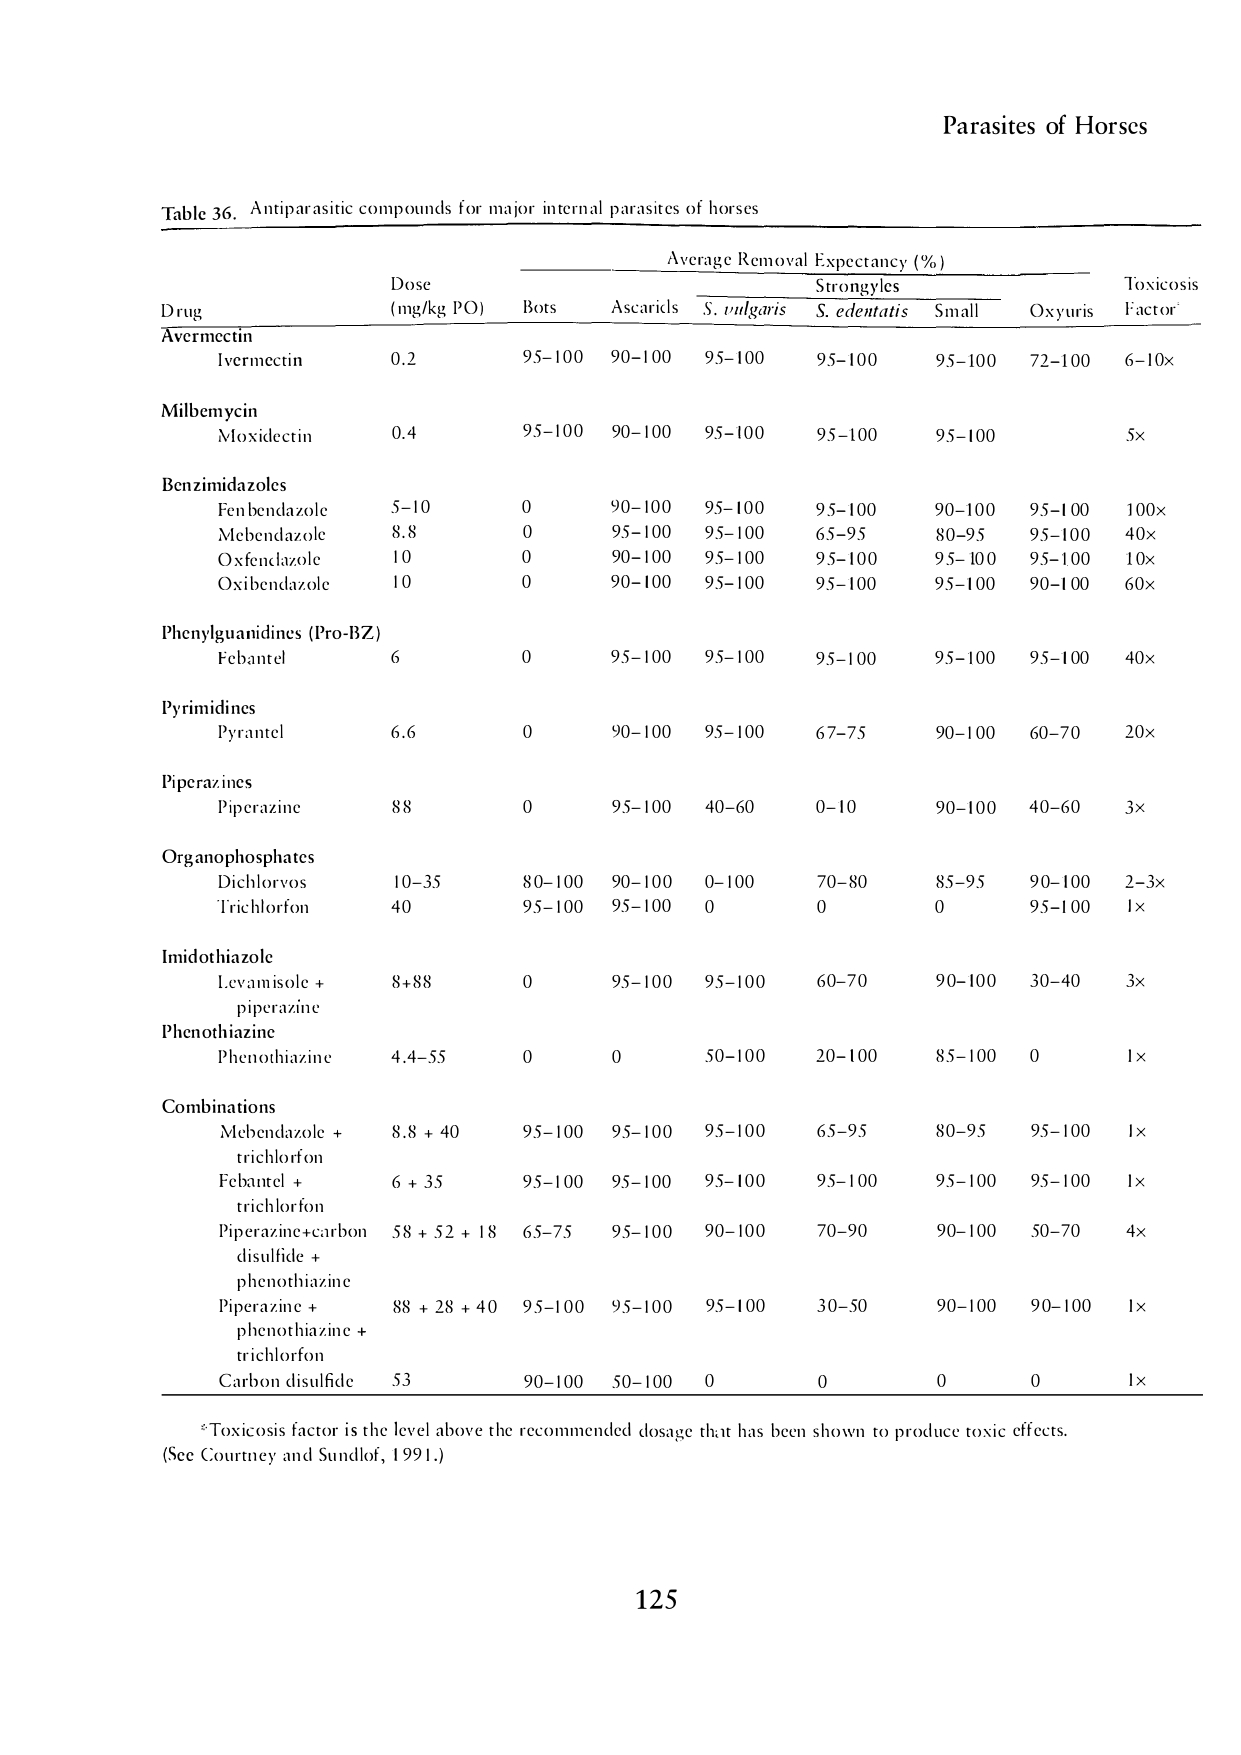 Parasites of Horses
Table 36. Antiparasitic compounds for major internal parasites of horses
Average Removal Expectancy (%)
Dose Strongyles Toxicosis
Drug (mg/kg PO) Bots Ascarids S. vulgaris S. edentatis Small Oxyuris Factor*
Avermectin
Ivermectin 0.2 95–100 90–100 95–100 95–100 95–100 72–100 6–10×
Milbemycin
Moxidectin 0.4 95–100 90–100 95–100 95–100 95–100 5×
Benzimidazoles
Fenbendazole 5–10 0 90–100 95–100 95–100 90–100 95–100 100×
Mebendazole 8.8 0 95–100 95–100 65–95 80–95 95–100 40×
Oxfendazole 10 0 90–100 95–100 95–100 95–100 95–100 10×
Oxibendazole 10 0 90–100 95–100 95–100 95–100 90–100 60×
Phenylguanidines (Pro-BZ)
Febantel 6 0 95–100 95–100 95–100 95–100 95–100 40×
Pyrimidines
Pyrantel 6.6 0 90–100 95–100 67–75 90–100 60–70 20×
Piperazines
Piperazine 88 0 95–100 40–60 0–10 90–100 40–60 3×
Organophosphates
Dichlorvos 10–35 80–100 90–100 0–100 70–80 85–95 90–100 2–3×
Trichlorfon 40 95–100 95–100 0 0 0 95–100 1×
Imidothiazole
Levamisole + 8+88 0 95–100 95–100 60–70 90–100 30–40 3×
piperazine
Phenothiazine
Phenothiazine 4.4–55 0 0 50–100 20–100 85–100 0 1×
Combinations
Mebendazole + 8.8 + 40 95–100 95–100 95–100 65–95 80–95 95–100 1×
trichlorfon
Febantel + 6 + 35 95–100 95–100 95–100 95–100 95–100 95–100 1×
trichlorfon
Piperazine+carbon 58 + 52 + 18 65–75 95–100 90–100 70–90 90–100 50–70 4×
disulfide +
phenothiazine
Piperazine + 88 + 28 + 40 95–100 95–100 95–100 30–50 90–100 90–100 1×
phenothiazine +
trichlorfon
Carbon disulfide 53 90–100 50–100 0 0 0 0 1×
*Toxicosis factor is the level above the recommended dosage that has been shown to produce toxic effects.
(See Courtney and Sundlof, 1991.)
125